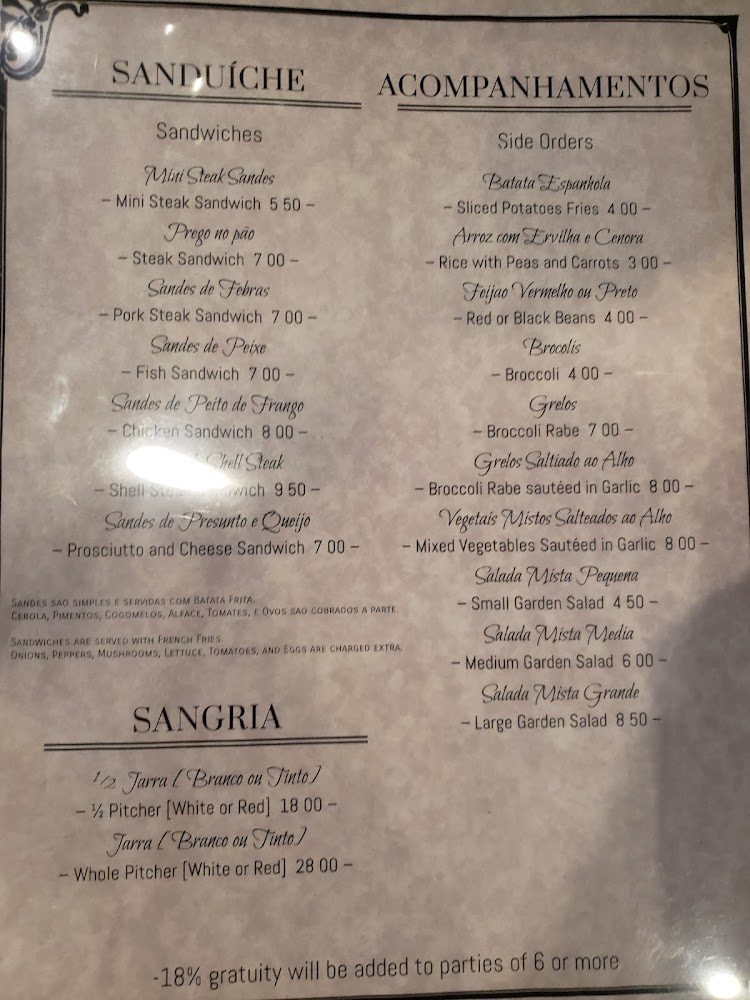 SANDUÍCHE
Sandwiches
Mini Steak Sandes
– Mini Steak Sandwich 5 50 –
Prego no pão
– Steak Sandwich 7 00 –
Sandes de Febras
– Pork Steak Sandwich 7 00 –
Sandes de Peixe
– Fish Sandwich 7 00 –
Sandes de Peito de Frango
– Chicken Sandwich 8 00 –
Shell Steak
– Shell 9 50 –
Sandes de Presunto e Queijo
– Prosciutto and Cheese Sandwich 7 00 –
SANDES SAO SIMPLES E SERVIDAS COM BATATA FRITA.
CEBOLA, PIMENTOS, COGOMELOS, ALFACE, TOMATES, E OVOS SAO COBRADOS A PARTE.
SANDWICHES ARE SERVED WITH FRENCH FRIES.
ONIONS, PEPPERS, MUSHROOMS, LETTUCE, TOMATOES, AND EGGS ARE CHARGED EXTRA.
SANGRIA
1/2 Jarra [ Branco ou Tinto ]
– ½ Pitcher [White or Red] 18 00 –
Jarra [ Branco ou Tinto ]
– Whole Pitcher [White or Red] 28 00 –
ACOMPANHAMENTOS
Side Orders
Batata Espanhola
– Sliced Potatoes Fries 4 00 –
Arroz com Ervilha e Cenora
– Rice with Peas and Carrots 3 00 –
Feijao Vermelho ou Preto
– Red or Black Beans 4 00 –
Brocolis
– Broccoli 4 00 –
Grelos
– Broccoli Rabe 7 00 –
Grelos Saltiado ao Alho
– Broccoli Rabe sautéed in Garlic 8 00 –
Vegetais Mistos Salteados ao Alho
– Mixed Vegetables Sautéed in Garlic 8 00 –
Salada Mista Pequena
– Small Garden Salad 4 50 –
Salada Mista Media
– Medium Garden Salad 6 00 –
Salada Mista Grande
– Large Garden Salad 8 50 –
-18% gratuity will be added to parties of 6 or more